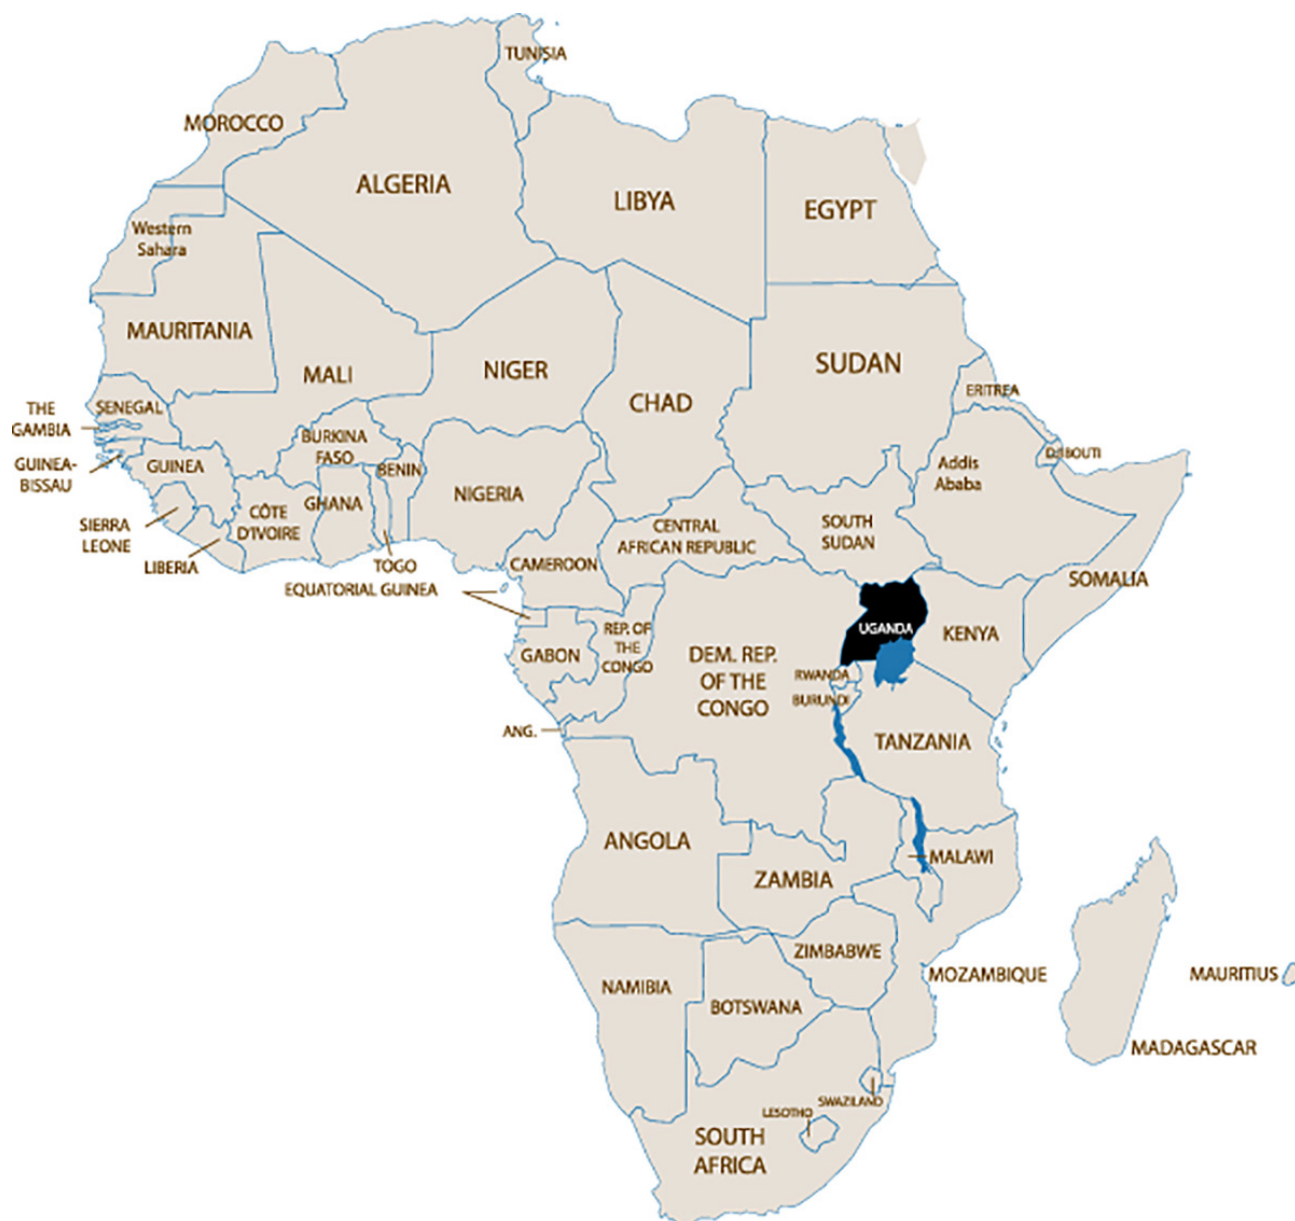 TUNISIA
MOROCCO
ALGERIA
LIBYA
EGYPT
Western
Sahara
MAURITANIA
MALI
NIGER
CHAD
SUDAN
ERITREA
THE
GAMBIA
SENEGAL
GUINEA-
BISSAU
GUINEA
BURKINA
FASO
BENIN
NIGERIA
DJIBOUTI
Addis
Ababa
SIERRA
LEONE
LIBERIA
CÔTE
D'IVOIRE
GHANA
TOGO
CENTRAL
AFRICAN REPUBLIC
SOUTH
SUDAN
CAMEROON
EQUATORIAL GUINEA
SOMALIA
UGANDA
KENYA
GABON
REP. OF
THE
CONGO
DEM. REP.
OF THE
CONGO
RWANDA
BURUNDI
ANG.
TANZANIA
ANGOLA
ZAMBIA
MALAWI
ZIMBABWE
MOZAMBIQUE
MAURITIUS
NAMIBIA
BOTSWANA
MADAGASCAR
SWAZILAND
LESOTHO
SOUTH
AFRICA